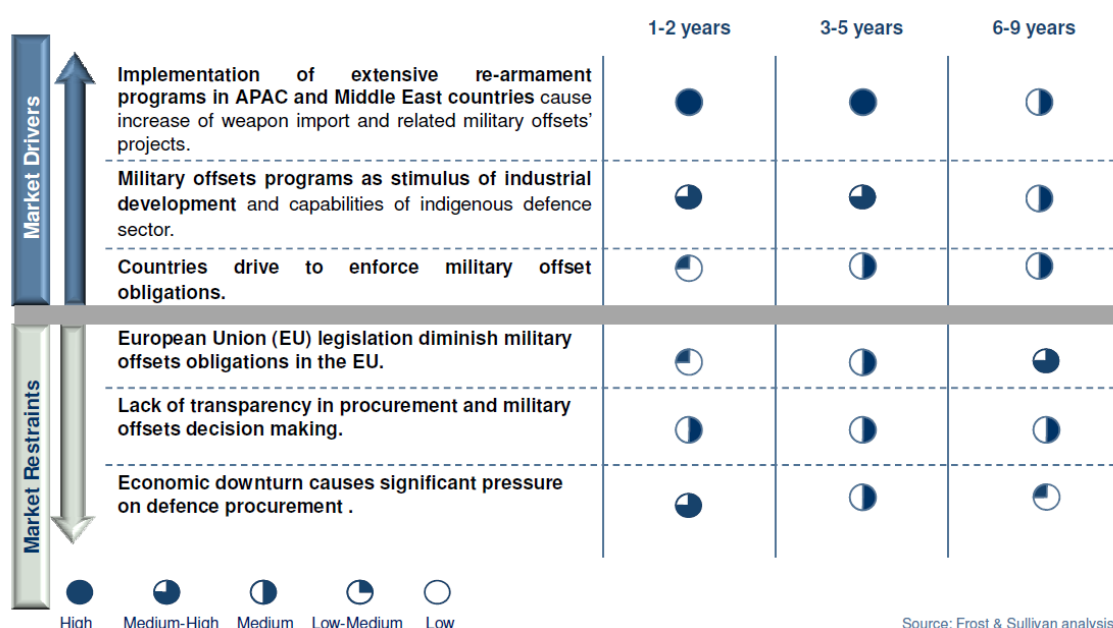 1-2 years 3-5 years 6-9 years
Market Drivers
Implementation of extensive re-armament
programs in APAC and Middle East countries cause
increase of weapon import and related military offsets'
projects.
Military offsets programs as stimulus of industrial
development and capabilities of indigenous defence
sector.
Countries drive to enforce military offset
obligations.
Market Restraints
European Union (EU) legislation diminish military
offsets obligations in the EU.
Lack of transparency in procurement and military
offsets decision making.
Economic downturn causes significant pressure
on defence procurement .
High Medium-High Medium Low-Medium Low
Source: Frost & Sullivan analysis